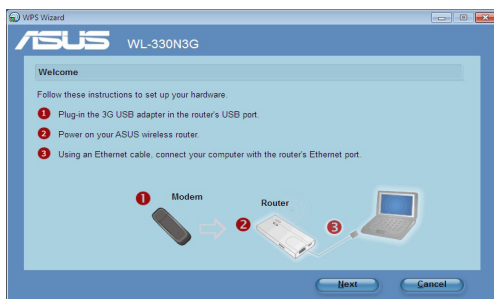 WPS Wizard
ASUS WL-330N3G
Welcome
Follow these instructions to set up your hardware.
1 Plug-in the 3G USB adapter in the router's USB port.
2 Power on your ASUS wireless router.
3 Using an Ethernet cable, connect your computer with the router's Ethernet port.
1 Modem
2 Router
3
Next Cancel